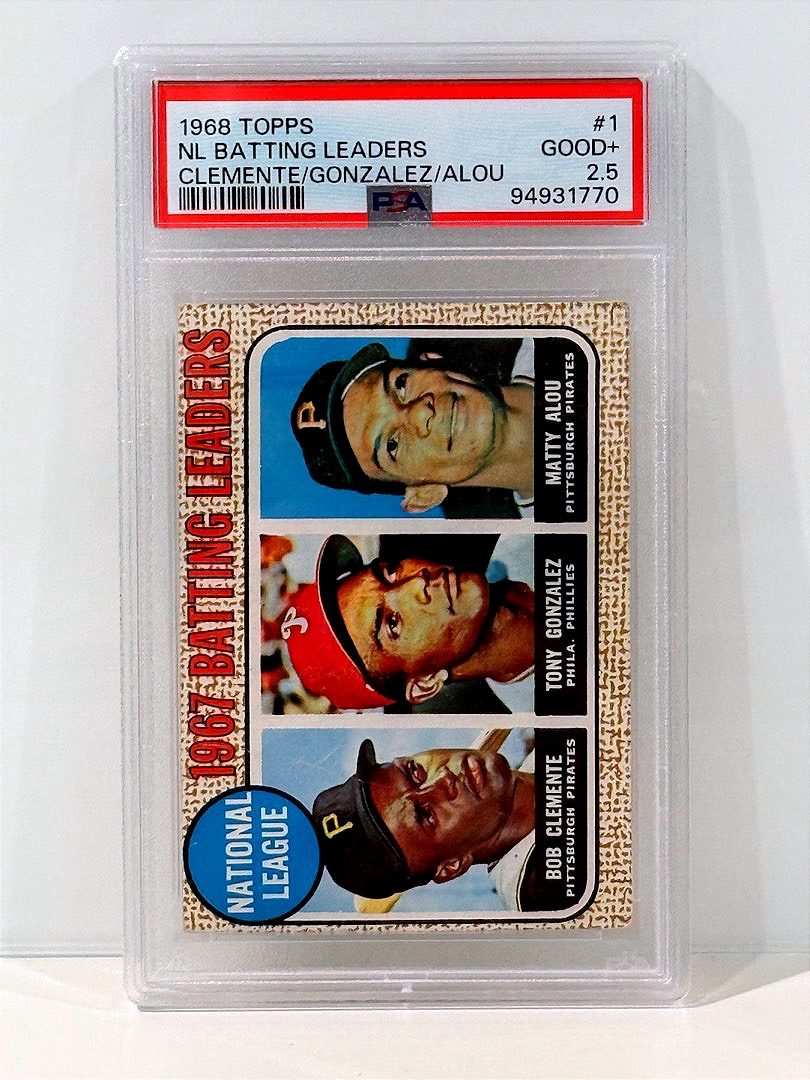 1968 TOPPS #1
NL BATTING LEADERS GOOD+
CLEMENTE/GONZALEZ/ALOU 2.5
PSA 94931770
1967 BATTING LEADERS
NATIONAL
LEAGUE
P
MATTY ALOU
PITTSBURGH PIRATES
P
TONY GONZALEZ
PHILA. PHILLIES
P
BOB CLEMENTE
PITTSBURGH PIRATES